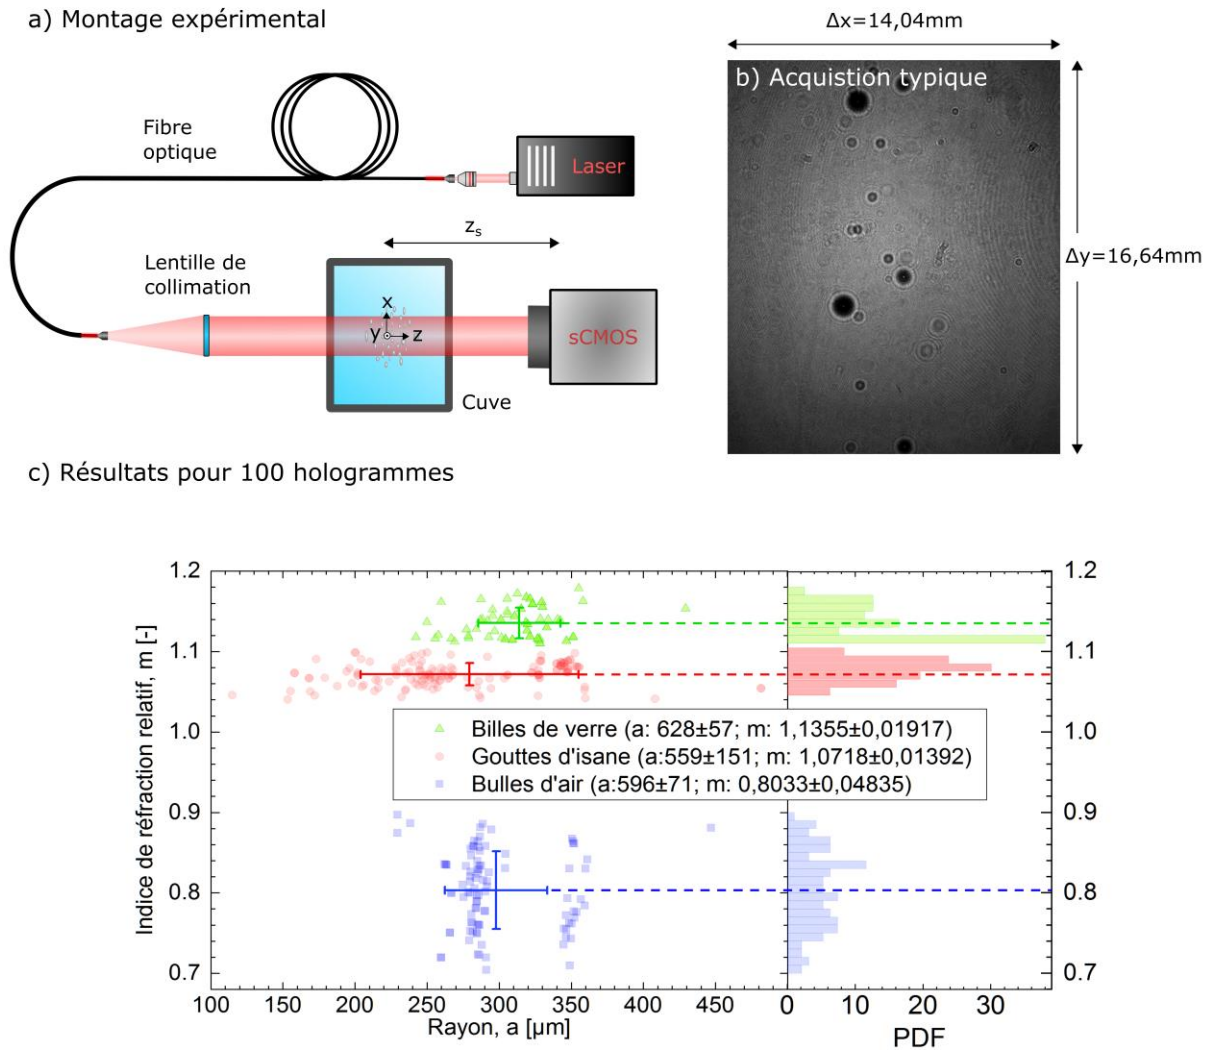 a) Montage expérimental
Δx=14,04mm
b) Acquistion typique
Fibre
optique
Laser
z_s
Δy=16,64mm
Lentille de
collimation
x
y
z
sCMOS
Cuve
c) Résultats pour 100 hologrammes
1.2
1.1
1.0
0.9
0.8
0.7
Indice de réfraction relatif, m [-]
Billes de verre (a: 628±57; m: 1,1355±0,01917)
Gouttes d'isane (a:559±151; m: 1,0718±0,01392)
Bulles d'air (a:596±71; m: 0,8033±0,04835)
1.2
1.1
1.0
0.9
0.8
0.7
100 150 200 250 300 350 400 450
0 10 20 30
Rayon, a [µm]
PDF